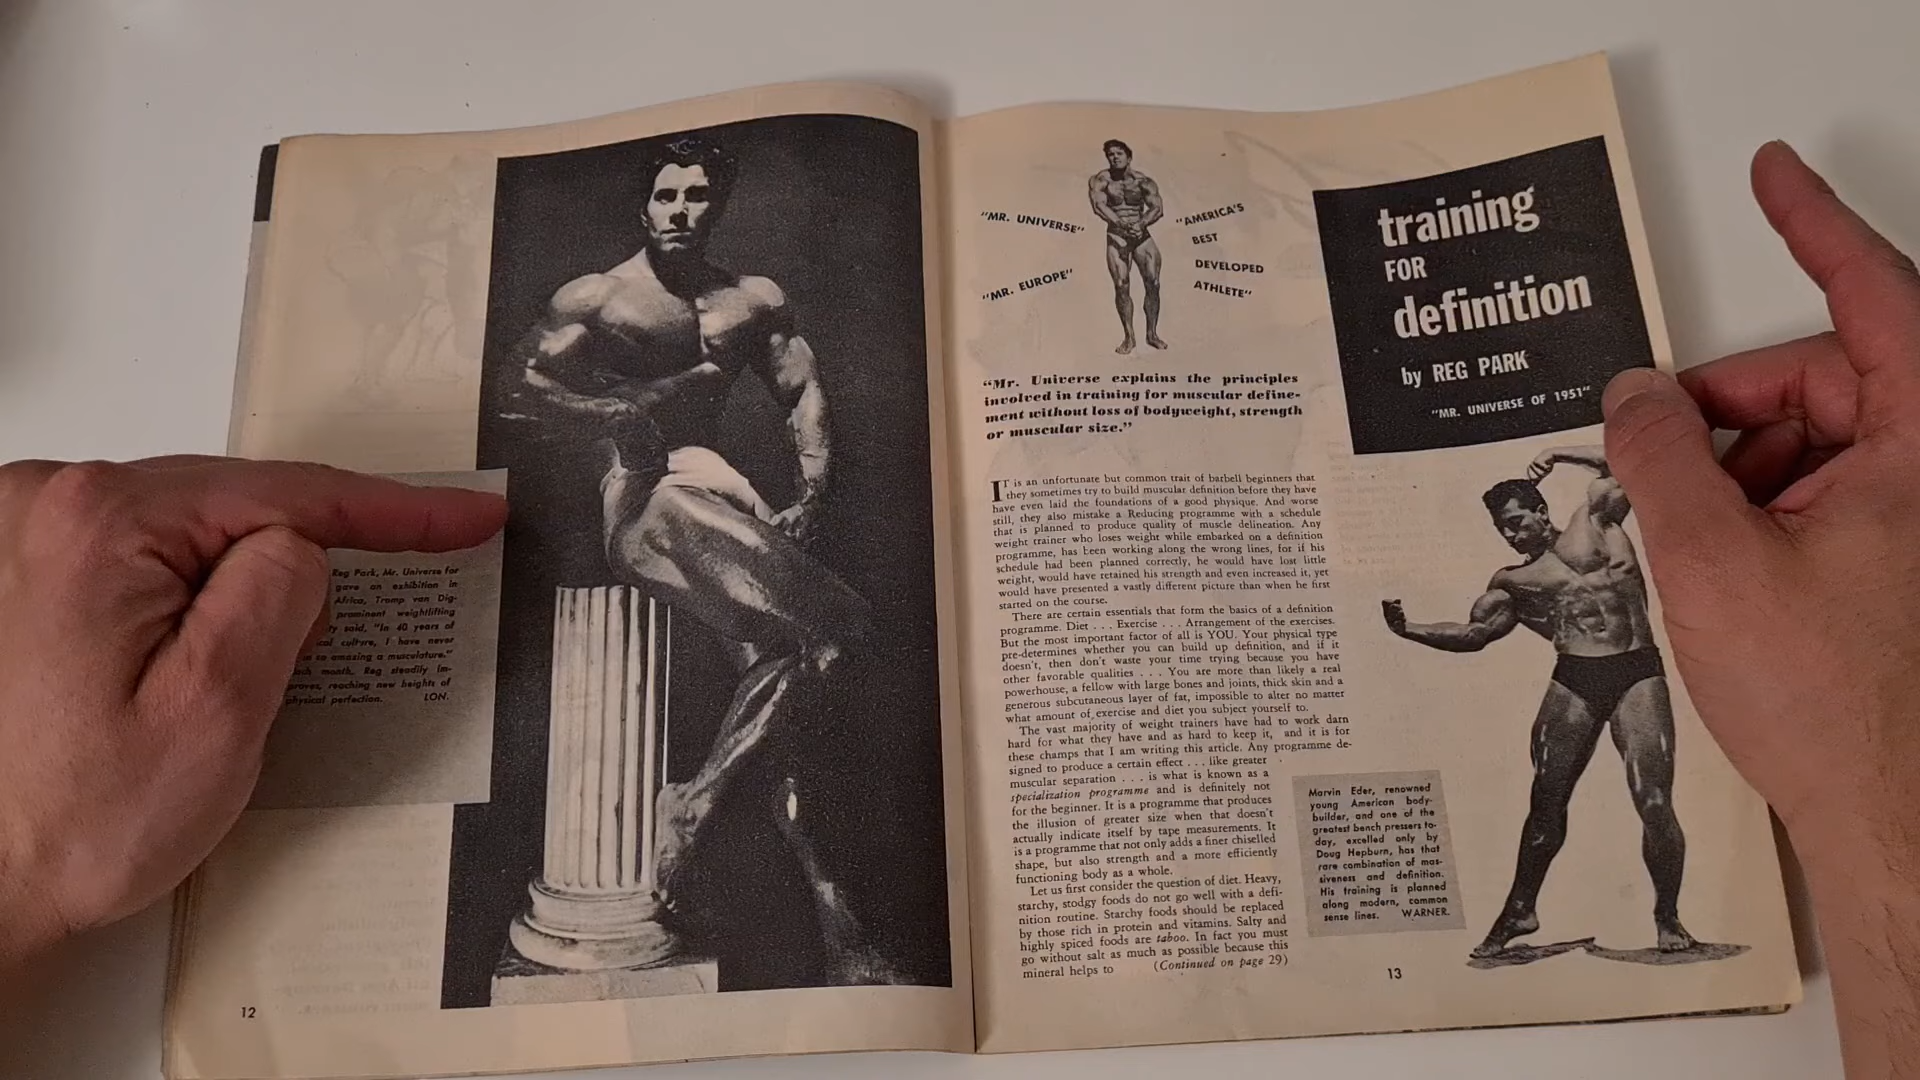 Reg Park, Mr. Universe for
gave an exhibition in
Africa, Tromp van Dig-
prominent weightlifting
said, "In 40 years of
culture, I have never
so amazing a musculature."
month, Reg steadily im-
proves, reaching new heights of
physical perfection. LON.
12
"MR. UNIVERSE"
"MR. EUROPE"
"AMERICA'S
BEST
DEVELOPED
ATHLETE"
training
FOR
definition
by REG PARK
"MR. UNIVERSE OF 1951"
"Mr. Universe explains the principles
involved in training for muscular define-
ment without loss of bodyweight, strength
or muscular size."
IT is an unfortunate but common trait of barbell beginners that
they sometimes try to build muscular definition before they have
have even laid the foundations of a good physique. And worse
still, they also mistake a Reducing programme with a schedule
that is planned to produce quality of muscle delineation. Any
weight trainer who loses weight while embarked on a definition
programme, has been working along the wrong lines, for if his
schedule had been planned correctly, he would have lost little
weight, would have retained his strength and even increased it, yet
would have presented a vastly different picture than when he first
started on the course.
There are certain essentials that form the basics of a definition
programme. Diet . . . Exercise . . . Arrangement of the exercises.
But the most important factor of all is YOU. Your physical type
pre-determines whether you can build up definition, and if it
doesn't, then don't waste your time trying because you have
other favorable qualities . . . You are more than likely a real
powerhouse, a fellow with large bones and joints, thick skin and a
generous subcutaneous layer of fat, impossible to alter no matter
what amount of exercise and diet you subject yourself to.
The vast majority of weight trainers have had to work darn
hard for what they have and as hard to keep it, and it is for
these champs that I am writing this article. Any programme de-
signed to produce a certain effect . . . like greater
muscular separation . . . is what is known as a
specialization programme and is definitely not
for the beginner. It is a programme that produces
the illusion of greater size when that doesn't
actually indicate itself by tape measurements. It
is a programme that not only adds a finer chiselled
shape, but also strength and a more efficiently
functioning body as a whole.
Let us first consider the question of diet. Heavy,
starchy, stodgy foods do not go well with a defi-
nition routine. Starchy foods should be replaced
by those rich in protein and vitamins. Salty and
highly spiced foods are taboo. In fact you must
go without salt as much as possible because this
mineral helps to (Continued on page 29)
Marvin Eder, renowned
young American body-
builder, and one of the
greatest bench pressers to-
day, excelled only by
Doug Hepburn, has that
rare combination of mas-
siveness and definition.
His training is planned
along modern, common
sense lines. WARNER.
13